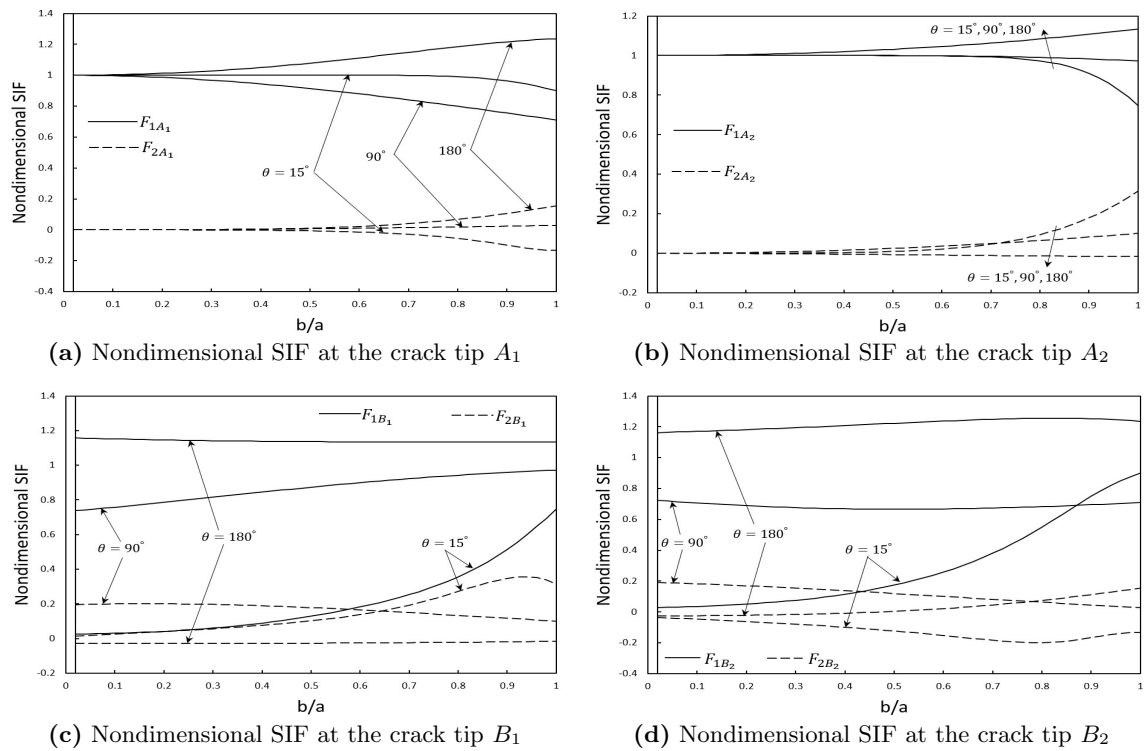 1.4
1.2
1
0.8
0.6
0.4
0.2
0
-0.2
-0.4
Nondimensional SIF
F₁A₁
F₂A₁
θ = 15°
90°
180°
0 0.1 0.2 0.3 0.4 0.5 0.6 0.7 0.8 0.9 1
b/a
(a) Nondimensional SIF at the crack tip A₁
1.2
1
0.8
0.6
0.4
0.2
0
-0.2
Nondimensional SIF
θ = 15°, 90°, 180°
F₁A₂
F₂A₂
θ = 15°, 90°, 180°
0 0.1 0.2 0.3 0.4 0.5 0.6 0.7 0.8 0.9 1
b/a
(b) Nondimensional SIF at the crack tip A₂
1.4
1.2
1
0.8
0.6
0.4
0.2
0
-0.2
Nondimensional SIF
F₁B₁ F₂B₁
θ = 90°
θ = 180°
θ = 15°
0 0.1 0.2 0.3 0.4 0.5 0.6 0.7 0.8 0.9 1
b/a
(c) Nondimensional SIF at the crack tip B₁
1.4
1.2
1
0.8
0.6
0.4
0.2
0
-0.2
-0.4
Nondimensional SIF
θ = 90°
θ = 180°
θ = 15°
F₁B₂ F₂B₂
0 0.1 0.2 0.3 0.4 0.5 0.6 0.7 0.8 0.9 1
b/a
(d) Nondimensional SIF at the crack tip B₂